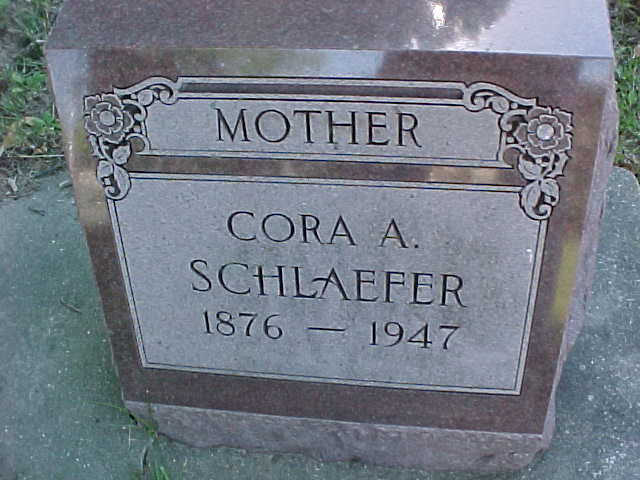 MOTHER
CORA A.
SCHLAEFER
1876 — 1947